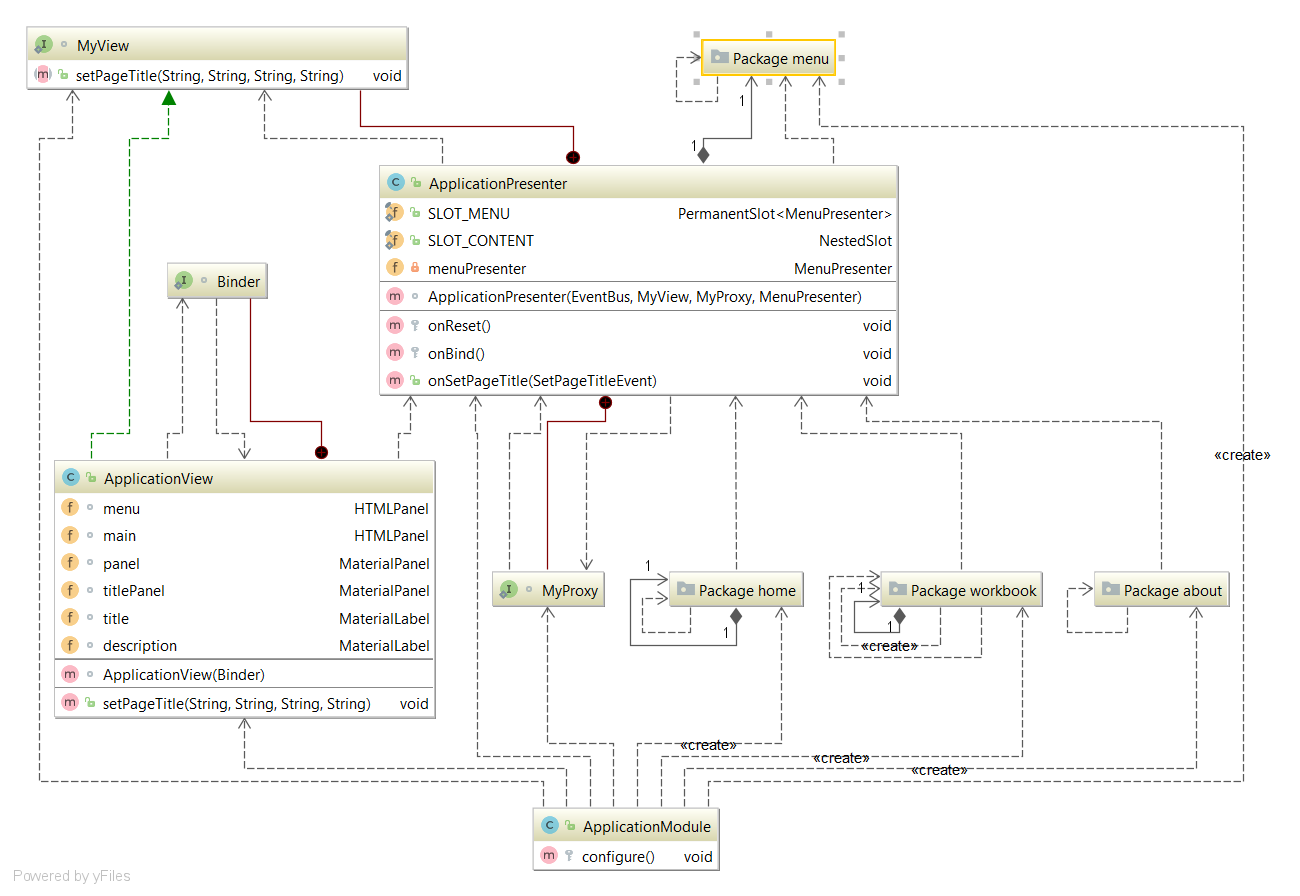 MyView
setPageTitle(String, String, String, String) void
Package menu
1
1
ApplicationPresenter
SLOT_MENU PermanentSlot<MenuPresenter>
SLOT_CONTENT NestedSlot
menuPresenter MenuPresenter
ApplicationPresenter(EventBus, MyView, MyProxy, MenuPresenter)
onReset() void
onBind() void
onSetPageTitle(SetPageTitleEvent) void
Binder
«create»
ApplicationView
menu HTMLPanel
main HTMLPanel
panel MaterialPanel
titlePanel MaterialPanel
title MaterialLabel
description MaterialLabel
ApplicationView(Binder)
setPageTitle(String, String, String, String) void
MyProxy
1
Package home
1
1
Package workbook
1
«create»
Package about
«create»
«create»
«create»
ApplicationModule
configure() void
Powered by yFiles